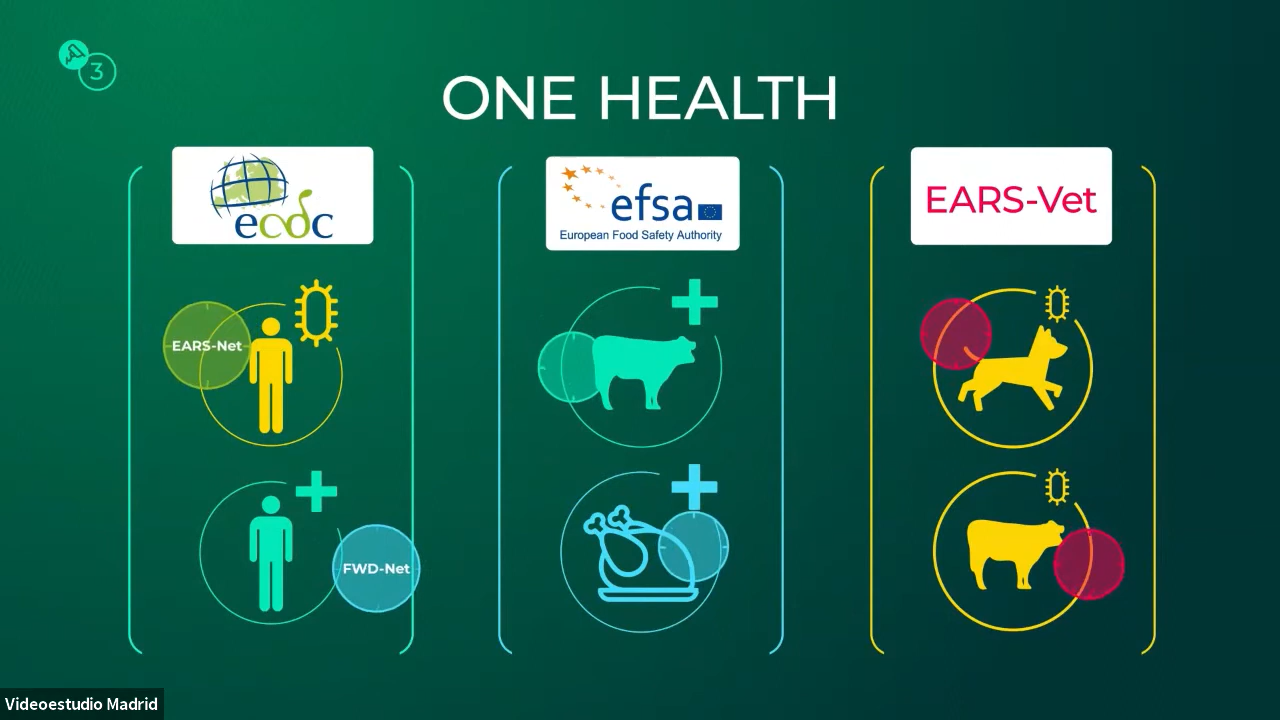 3
ONE HEALTH
ecdc
efsa
European Food Safety Authority
EARS-Vet
EARS-Net
FWD-Net
Videoestudio Madrid